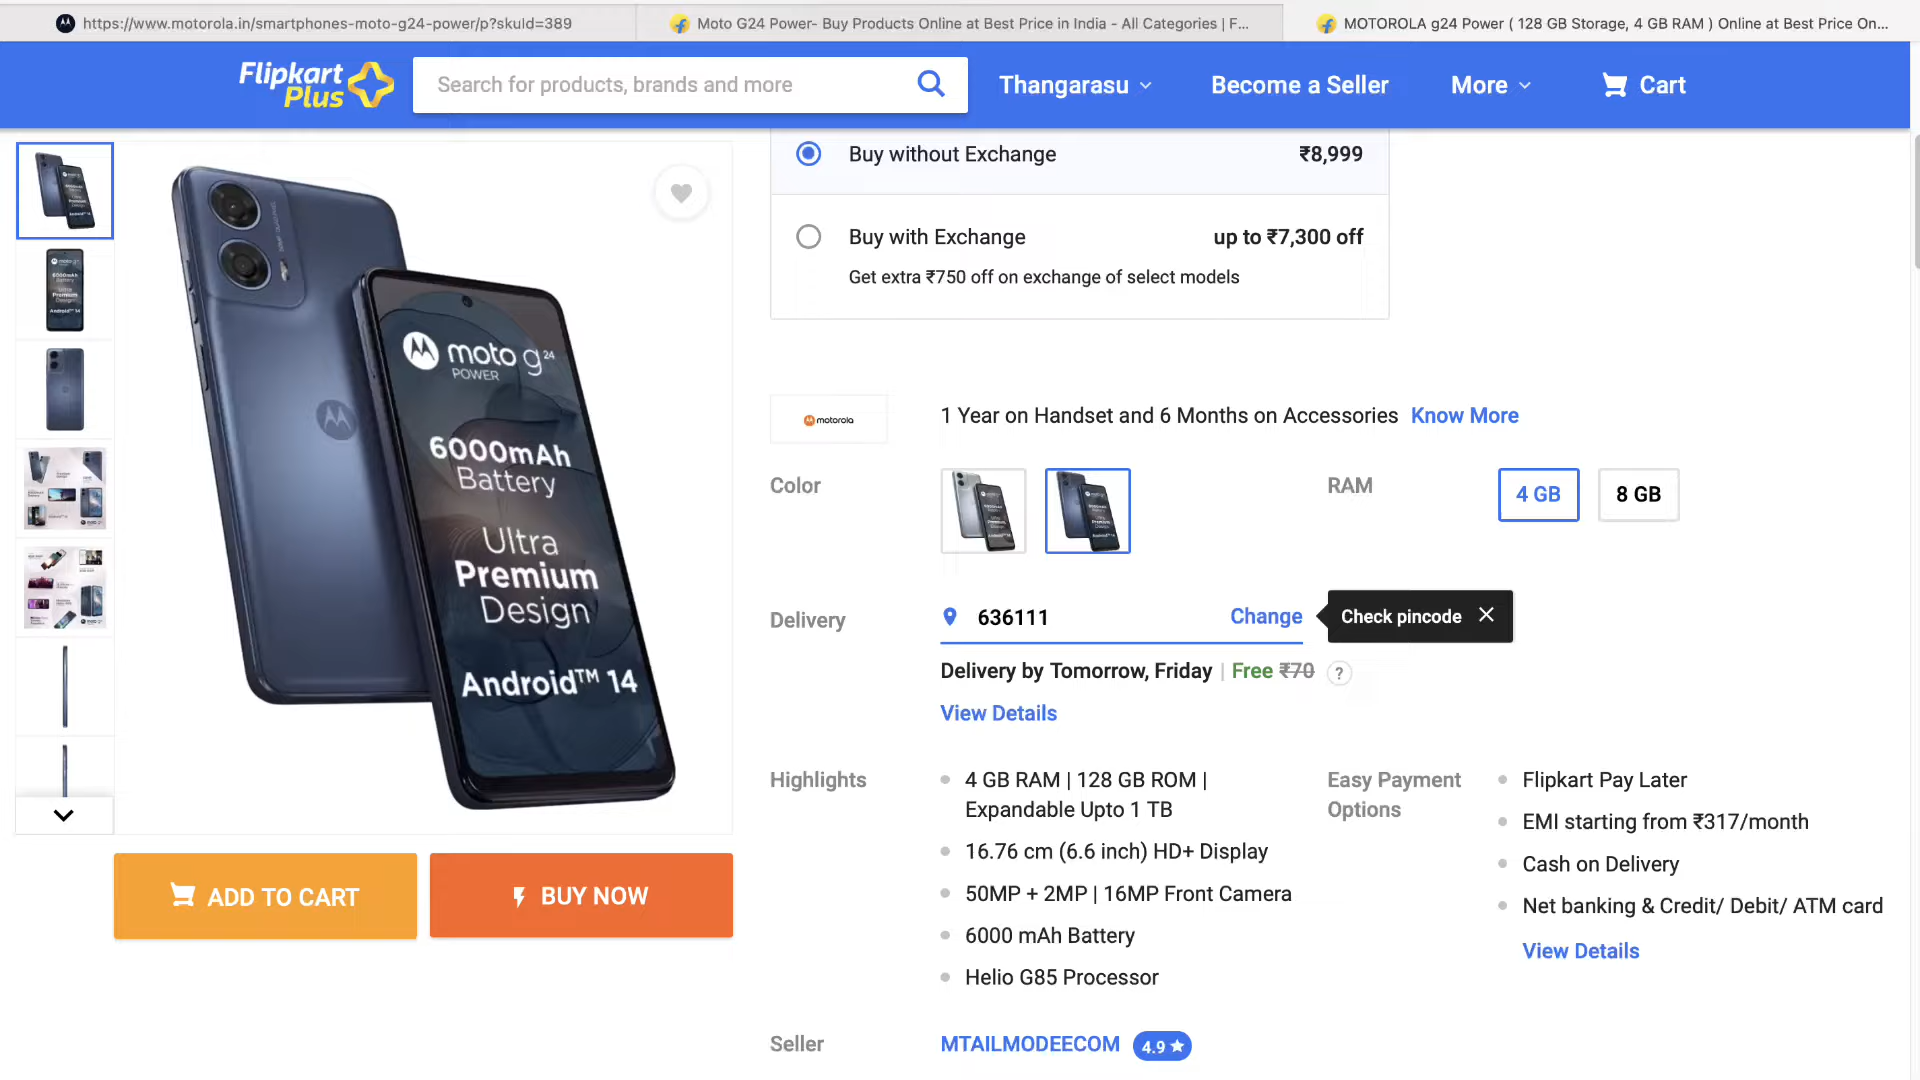 https://www.motorola.in/smartphones-moto-g24-power/p?skuId=389
Moto G24 Power- Buy Products Online at Best Price in India - All Categories | F...
MOTOROLA g24 Power ( 128 GB Storage, 4 GB RAM ) Online at Best Price On...
Flipkart
Plus
Search for products, brands and more
Thangarasu
Become a Seller
More
Cart
Buy without Exchange ₹8,999
Buy with Exchange up to ₹7,300 off
Get extra ₹750 off on exchange of select models
moto g24
POWER
6000mAh
Battery
Ultra
Premium
Design
Android™ 14
motorola
1 Year on Handset and 6 Months on Accessories Know More
Color
RAM
4 GB
8 GB
Delivery
636111
Change
Check pincode
Delivery by Tomorrow, Friday | Free ₹70 ?
View Details
Highlights
4 GB RAM | 128 GB ROM |
Expandable Upto 1 TB
16.76 cm (6.6 inch) HD+ Display
50MP + 2MP | 16MP Front Camera
6000 mAh Battery
Helio G85 Processor
Easy Payment
Options
Flipkart Pay Later
EMI starting from ₹317/month
Cash on Delivery
Net banking & Credit/ Debit/ ATM card
View Details
ADD TO CART
BUY NOW
Seller
MTAILMODEECOM
4.9